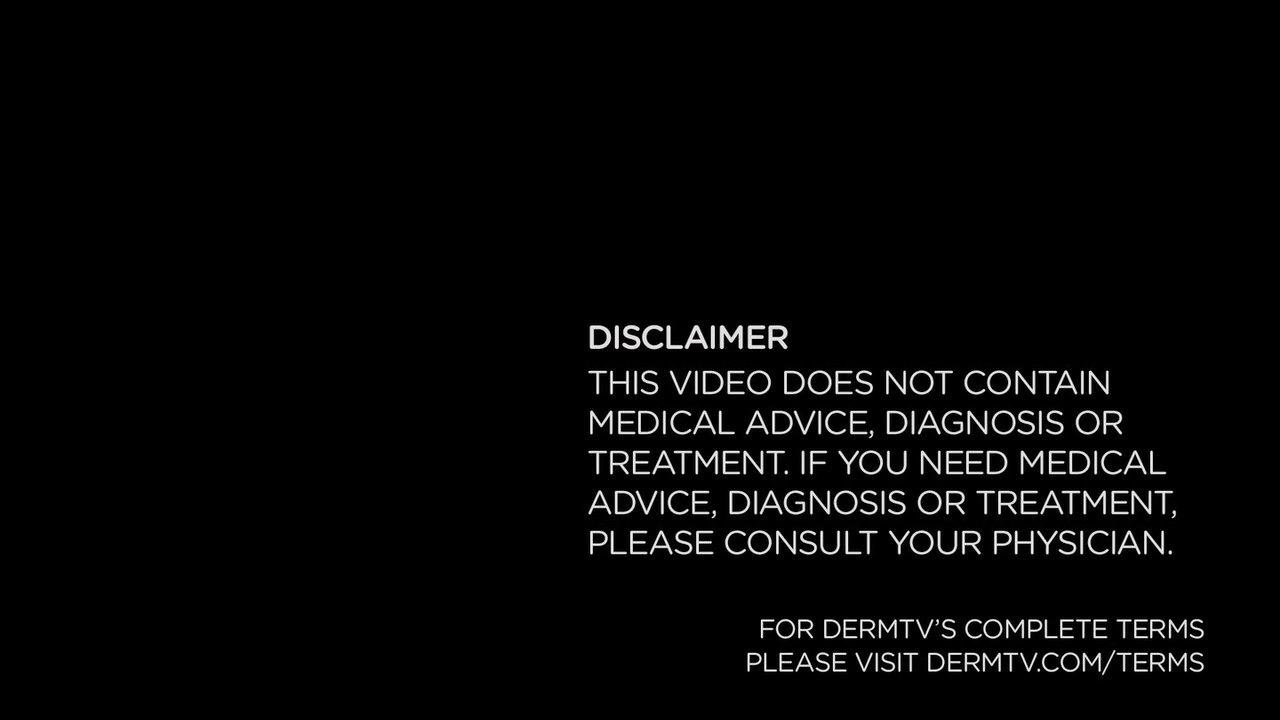 DISCLAIMER
THIS VIDEO DOES NOT CONTAIN
MEDICAL ADVICE, DIAGNOSIS OR
TREATMENT. IF YOU NEED MEDICAL
ADVICE, DIAGNOSIS OR TREATMENT,
PLEASE CONSULT YOUR PHYSICIAN.
FOR DERMTV’S COMPLETE TERMS
PLEASE VISIT DERMTV.COM/TERMS